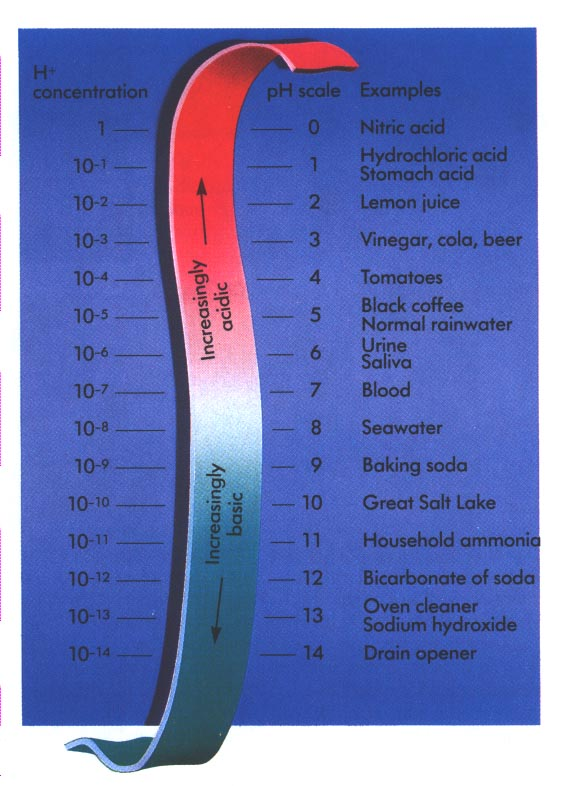 H+
concentration pH scale Examples
1 0 Nitric acid
10-1 1 Hydrochloric acid
Stomach acid
10-2 2 Lemon juice
10-3 3 Vinegar, cola, beer
10-4 4 Tomatoes
10-5 5 Black coffee
Normal rainwater
10-6 6 Urine
Saliva
10-7 7 Blood
10-8 8 Seawater
10-9 9 Baking soda
10-10 10 Great Salt Lake
10-11 11 Household ammonia
10-12 12 Bicarbonate of soda
10-13 13 Oven cleaner
Sodium hydroxide
10-14 14 Drain opener
Increasingly
acidic
Increasingly
basic